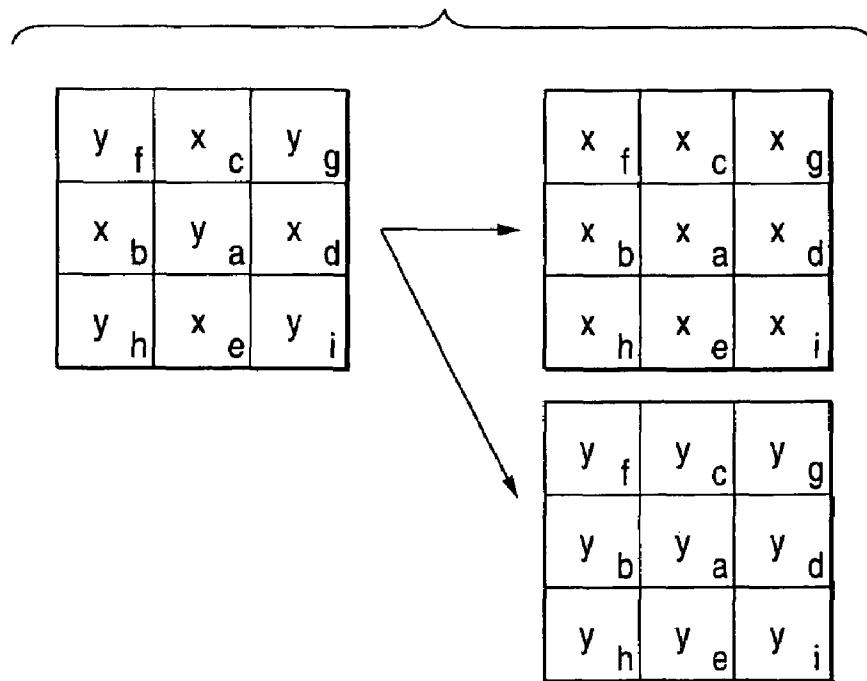 y f x c y g
x b y a x d
y h x e y i
x f x c x g
x b x a x d
x h x e x i
y f y c y g
y b y a y d
y h y e y i